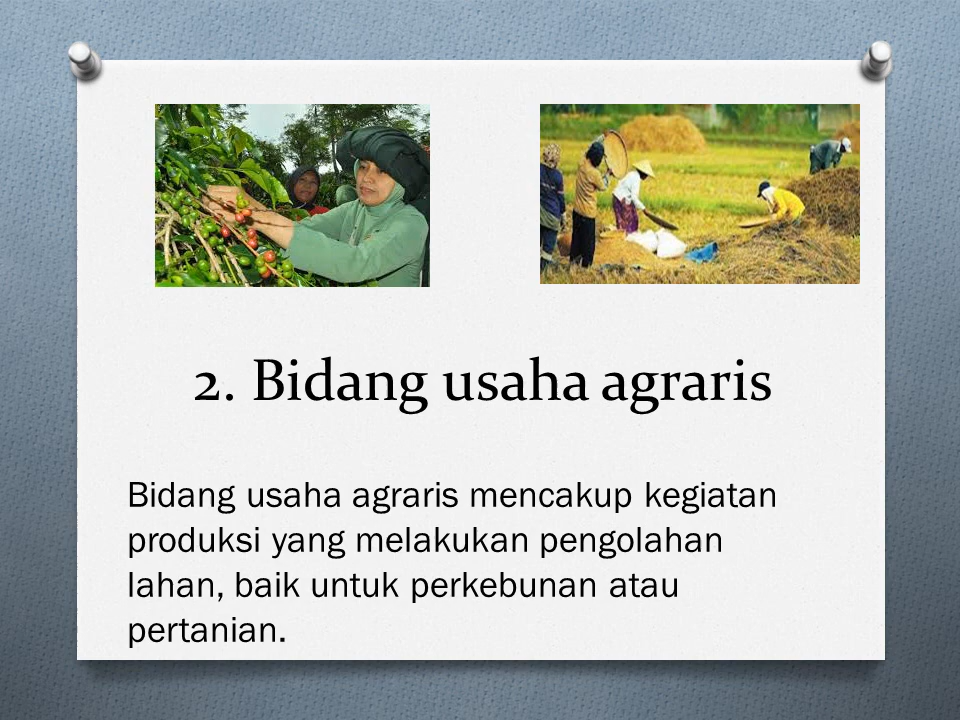 2. Bidang usaha agraris
Bidang usaha agraris mencakup kegiatan
produksi yang melakukan pengolahan
lahan, baik untuk perkebunan atau
pertanian.